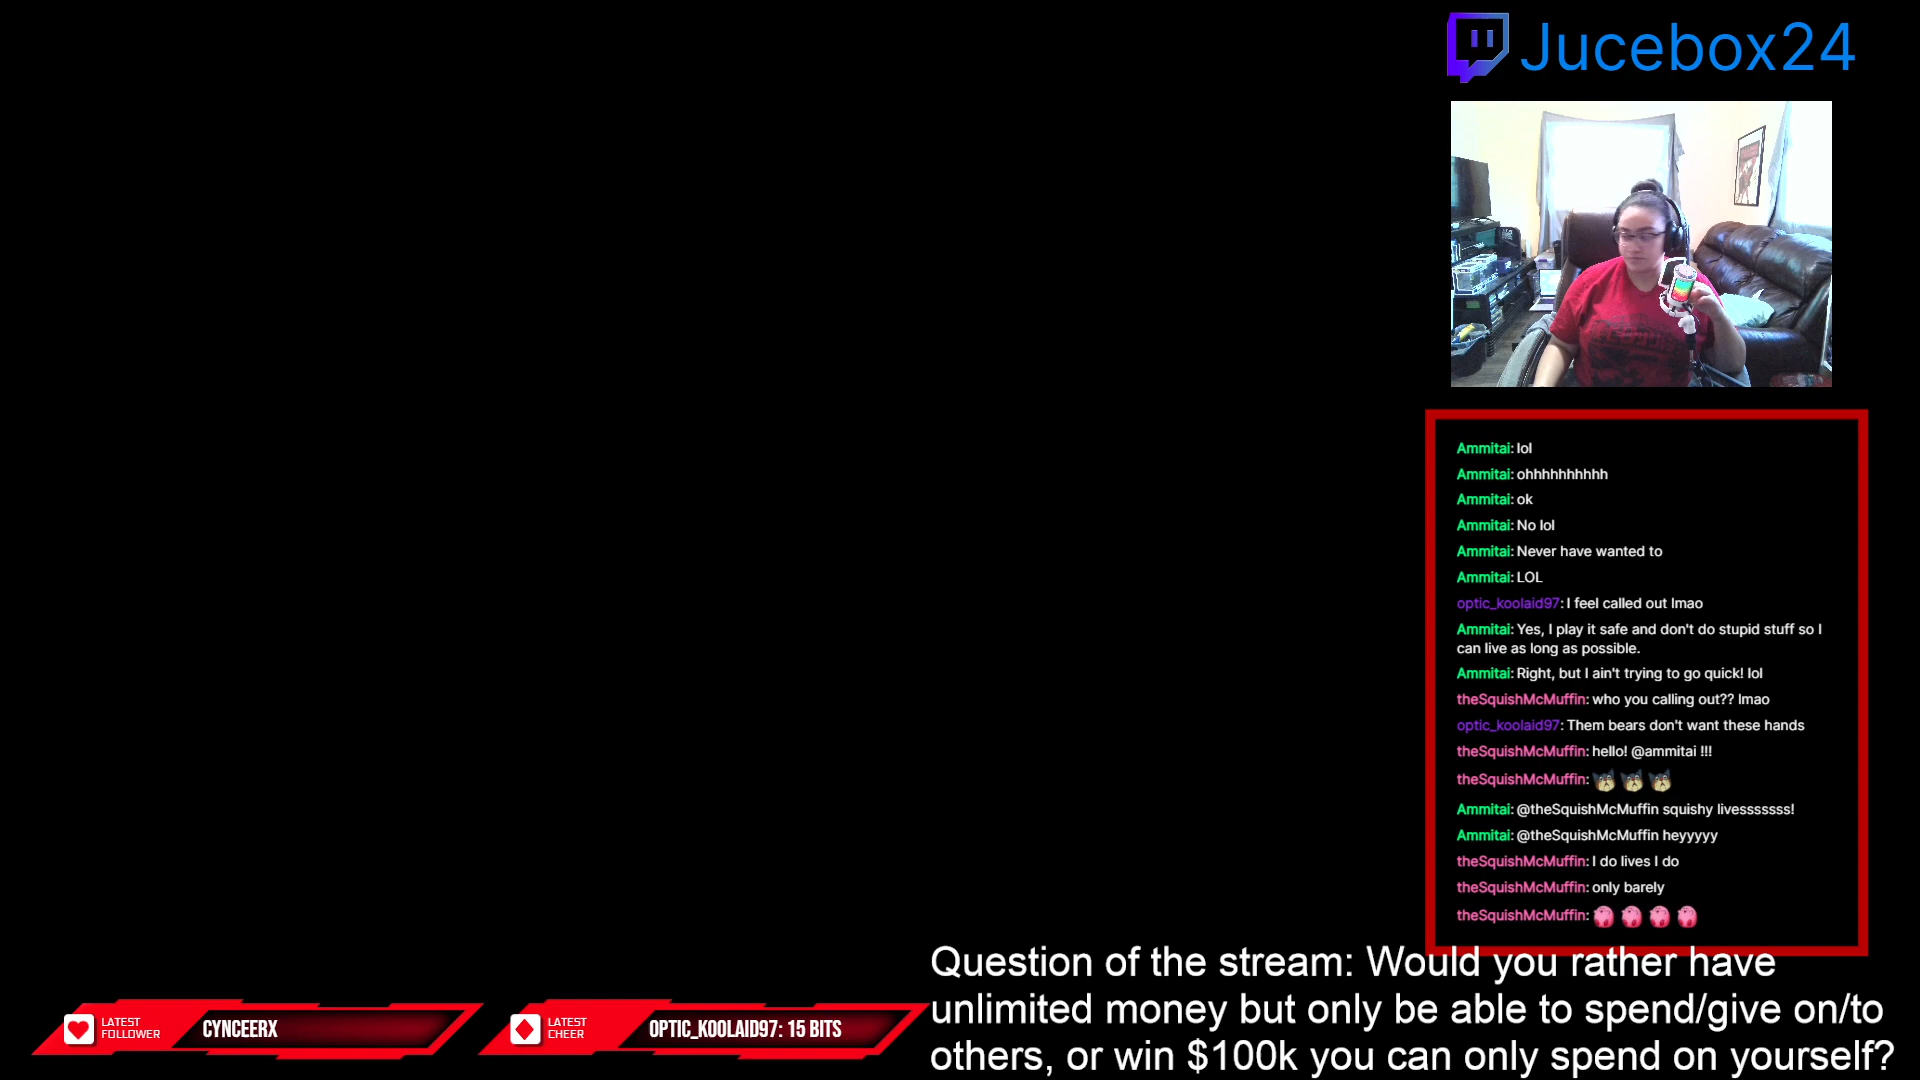 Jucebox24
Ammitai: lol
Ammitai: ohhhhhhhhhh
Ammitai: ok
Ammitai: No lol
Ammitai: Never have wanted to
Ammitai: LOL
optic_koolaid97: I feel called out lmao
Ammitai: Yes, I play it safe and don't do stupid stuff so I
can live as long as possible.
Ammitai: Right, but I ain't trying to go quick! lol
theSquishMcMuffin: who you calling out?? lmao
optic_koolaid97: Them bears don't want these hands
theSquishMcMuffin: hello! @ammitai !!!
theSquishMcMuffin:
Ammitai: @theSquishMcMuffin squishy livesssssss!
Ammitai: @theSquishMcMuffin heyyyyy
theSquishMcMuffin: I do lives I do
theSquishMcMuffin: only barely
theSquishMcMuffin:
Question of the stream: Would you rather have
unlimited money but only be able to spend/give on/to
others, or win $100k you can only spend on yourself?
LATEST
FOLLOWER
CYNCEERX
LATEST
CHEER
OPTIC_KOOLAID97: 15 BITS